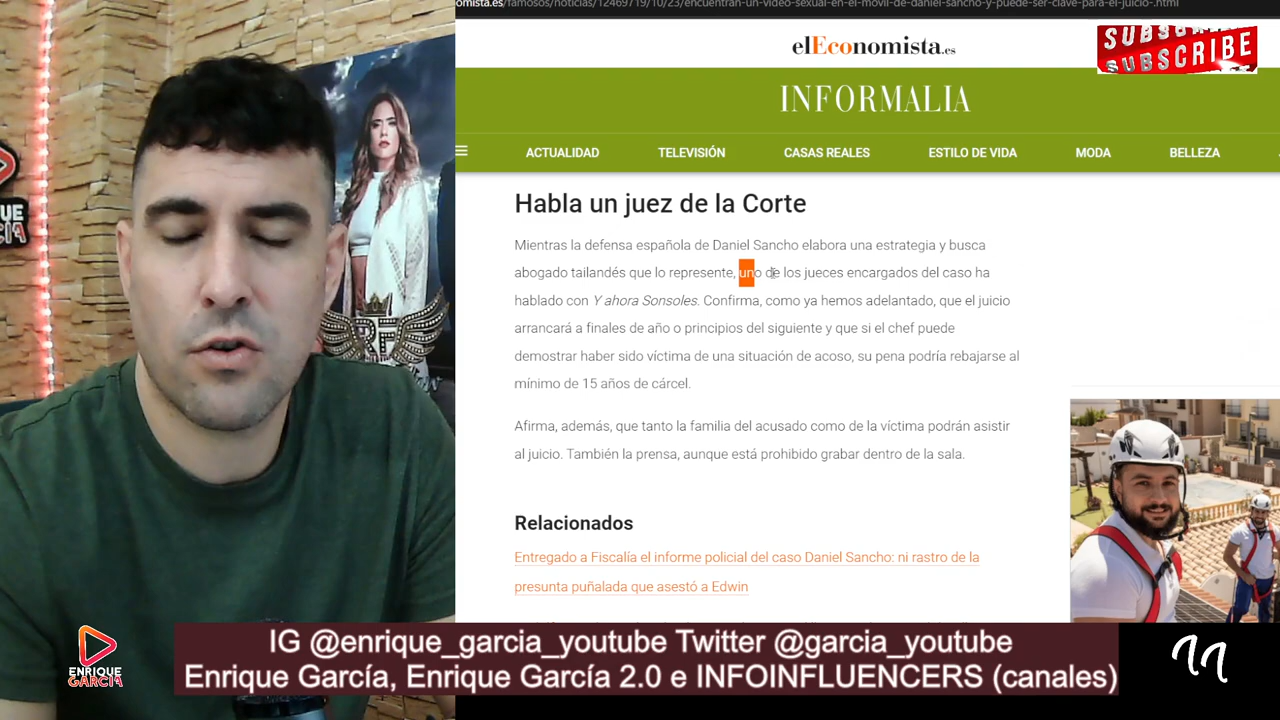 omista.es/famosos/noticias/12469719/10/23/encuentran-un-video-sexual-en-el-movil-de-daniel-sancho-y-puede-ser-clave-para-el-juicio-.html
elEconomista.es
SUBSCRIBE
SUBSCRIBE
INFORMALIA
ACTUALIDAD TELEVISIÓN CASAS REALES ESTILO DE VIDA MODA BELLEZA
Habla un juez de la Corte
Mientras la defensa española de Daniel Sancho elabora una estrategia y busca
abogado tailandés que lo represente, uno de los jueces encargados del caso ha
hablado con Y ahora Sonsoles. Confirma, como ya hemos adelantado, que el juicio
arrancará a finales de año o principios del siguiente y que si el chef puede
demostrar haber sido víctima de una situación de acoso, su pena podría rebajarse al
mínimo de 15 años de cárcel.
Afirma, además, que tanto la familia del acusado como de la víctima podrán asistir
al juicio. También la prensa, aunque está prohibido grabar dentro de la sala.
Relacionados
Entregado a Fiscalía el informe policial del caso Daniel Sancho: ni rastro de la
presunta puñalada que asestó a Edwin
IG @enrique_garcia_youtube Twitter @garcia_youtube
Enrique García, Enrique García 2.0 e INFOINFLUENCERS (canales)
ENRIQUE
GARCÍA